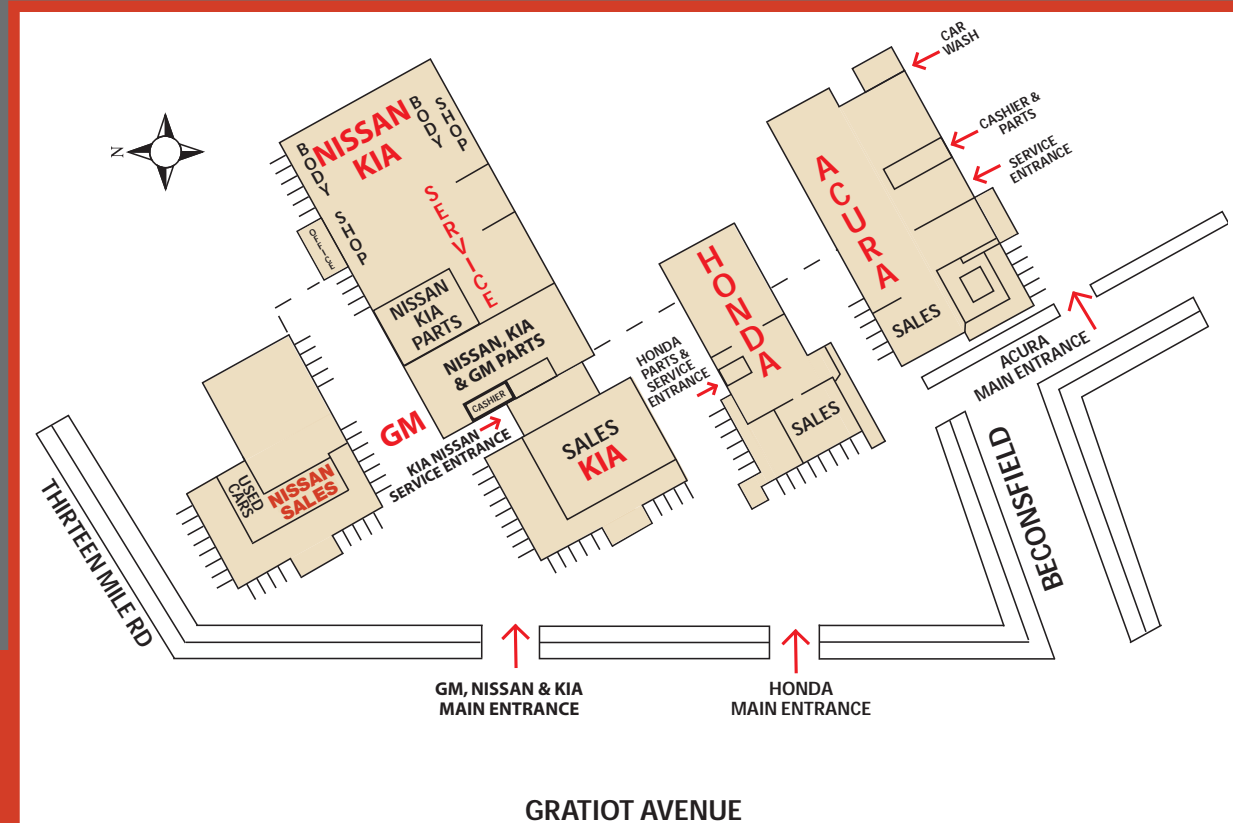 CAR
WASH
CASHIER &
PARTS
SERVICE
ENTRANCE
N
NISSAN
KIA
BODY SHOP
BODY SHOP
OFFICE
SERVICE
NISSAN
KIA
PARTS
NISSAN, KIA
& GM PARTS
CASHIER
GM
KIA NISSAN
SERVICE ENTRANCE
SALES
KIA
USED
CARS
NISSAN
SALES
HONDA
HONDA
PARTS &
SERVICE
ENTRANCE
SALES
ACURA
SALES
ACURA
MAIN ENTRANCE
THIRTEEN MILE RD
BECONSFIELD
GM, NISSAN & KIA
MAIN ENTRANCE
HONDA
MAIN ENTRANCE
GRATIOT AVENUE